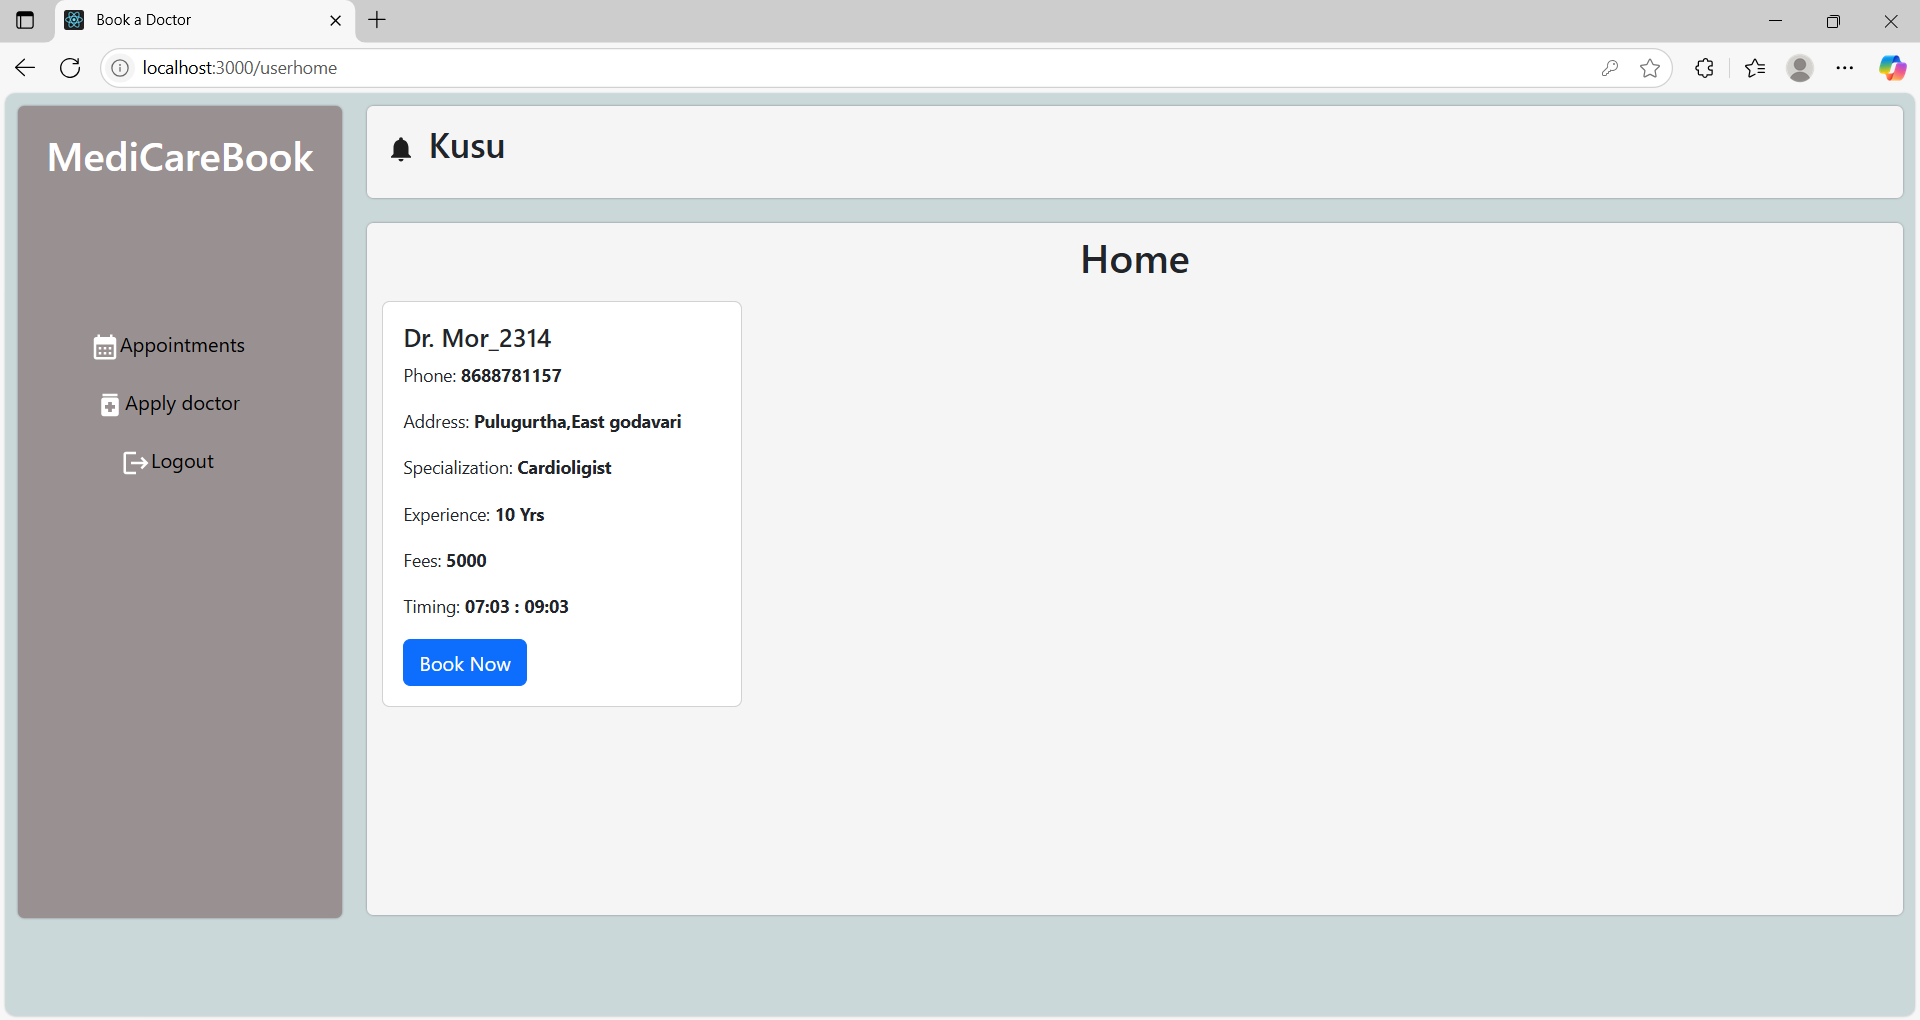 Book a Doctor
localhost:3000/userhome
MediCareBook
Appointments
Apply doctor
Logout
Kusu
Home
Dr. Mor_2314
Phone: 8688781157
Address: Pulugurtha,East godavari
Specialization: Cardioligist
Experience: 10 Yrs
Fees: 5000
Timing: 07:03 : 09:03
Book Now